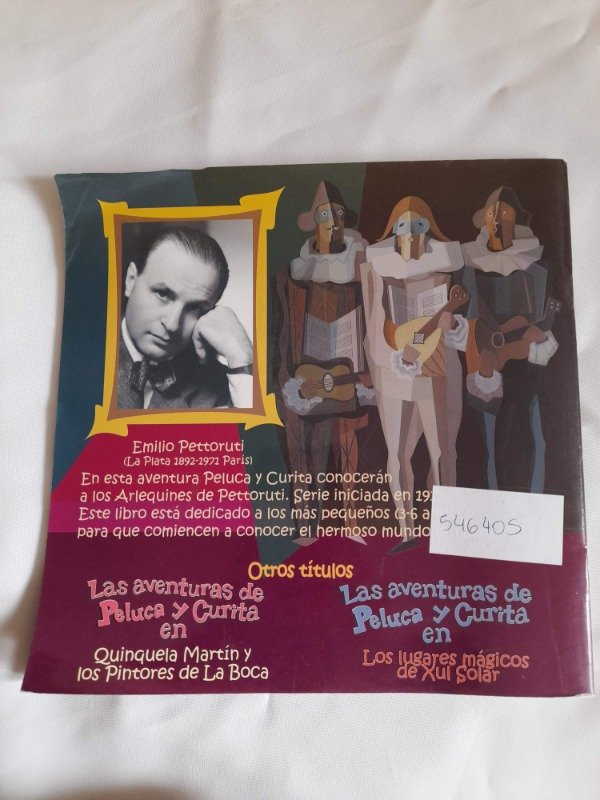 Emilio Pettoruti
(La Plata 1892-1971 París)
En esta aventura Peluca y Curita conocerán
a los Arlequines de Pettoruti. Serie iniciada en
Este libro está dedicado a los más pequeños (3-6
para que comiencen a conocer el hermoso mundo
546405
Otros títulos
Las aventuras de
Peluca y Curita
en
Quinquela Martín y
los Pintores de La Boca
Las aventuras de
Peluca y Curita
en
Los lugares mágicos
de Xul Solar